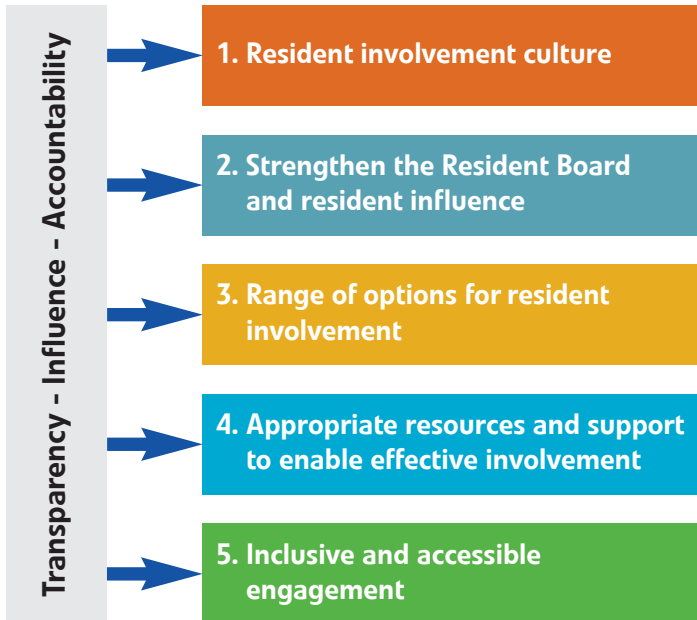 Transparency – Influence – Accountability
1. Resident involvement culture
2. Strengthen the Resident Board
and resident influence
3. Range of options for resident
involvement
4. Appropriate resources and support
to enable effective involvement
5. Inclusive and accessible
engagement